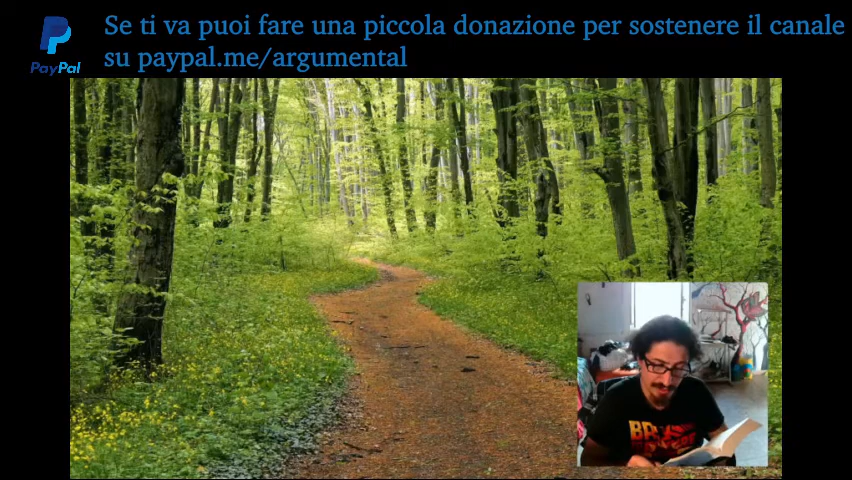 Se ti va puoi fare una piccola donazione per sostenere il canale
su paypal.me/argumental
PayPal